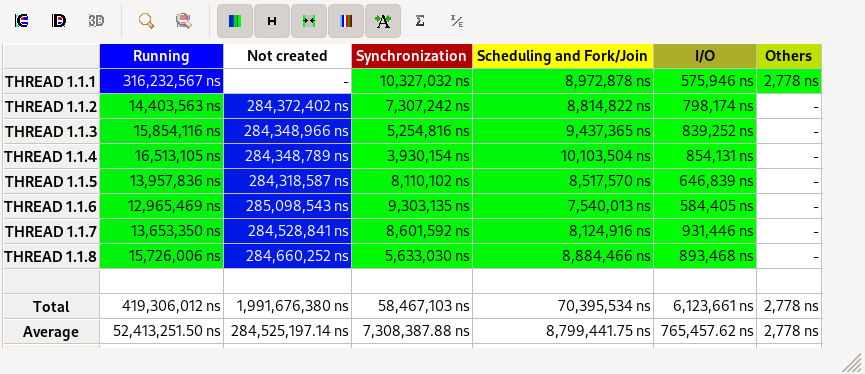 C D 3D H A Σ ⅟E
Running Not created Synchronization Scheduling and Fork/Join I/O Others
THREAD 1.1.1 316,232,567 ns - 10,327,032 ns 8,972,878 ns 575,946 ns 2,778 ns
THREAD 1.1.2 14,403,563 ns 284,372,402 ns 7,307,242 ns 8,814,822 ns 798,174 ns -
THREAD 1.1.3 15,854,116 ns 284,348,966 ns 5,254,816 ns 9,437,365 ns 839,252 ns -
THREAD 1.1.4 16,513,105 ns 284,348,789 ns 3,930,154 ns 10,103,504 ns 854,131 ns -
THREAD 1.1.5 13,957,836 ns 284,318,587 ns 8,110,102 ns 8,517,570 ns 646,839 ns -
THREAD 1.1.6 12,965,469 ns 285,098,543 ns 9,303,135 ns 7,540,013 ns 584,405 ns -
THREAD 1.1.7 13,653,350 ns 284,528,841 ns 8,601,592 ns 8,124,916 ns 931,446 ns -
THREAD 1.1.8 15,726,006 ns 284,660,252 ns 5,633,030 ns 8,884,466 ns 893,468 ns -
Total 419,306,012 ns 1,991,676,380 ns 58,467,103 ns 70,395,534 ns 6,123,661 ns 2,778 ns
Average 52,413,251.50 ns 284,525,197.14 ns 7,308,387.88 ns 8,799,441.75 ns 765,457.62 ns 2,778 ns